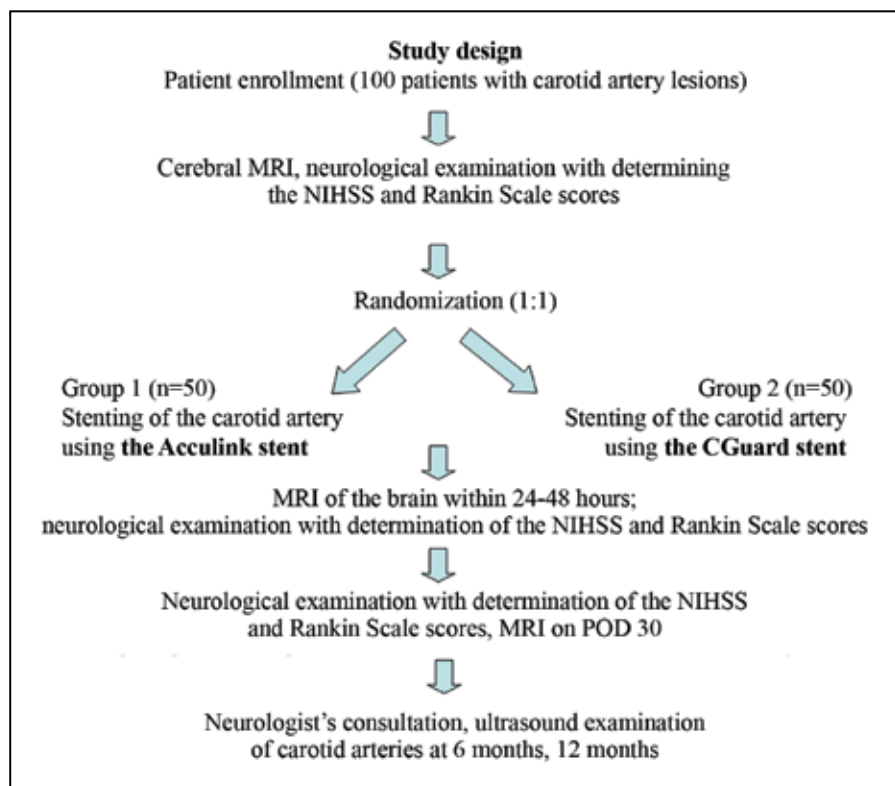 Study design
Patient enrollment (100 patients with carotid artery lesions)
Cerebral MRI, neurological examination with determining
the NIHSS and Rankin Scale scores
Randomization (1:1)
Group 1 (n=50)
Stenting of the carotid artery
using the Acculink stent
Group 2 (n=50)
Stenting of the carotid artery
using the CGuard stent
MRI of the brain within 24-48 hours;
neurological examination with determination of the NIHSS and Rankin Scale scores
Neurological examination with determination of the NIHSS
and Rankin Scale scores, MRI on POD 30
Neurologist's consultation, ultrasound examination
of carotid arteries at 6 months, 12 months